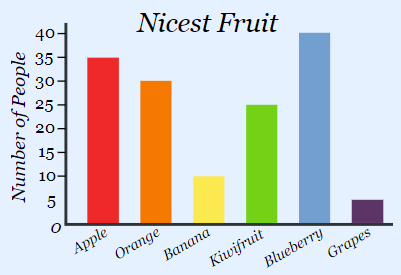 Nicest Fruit
Number of People
40
35
30
25
20
15
10
5
0
Apple
Orange
Banana
Kiwifruit
Blueberry
Grapes